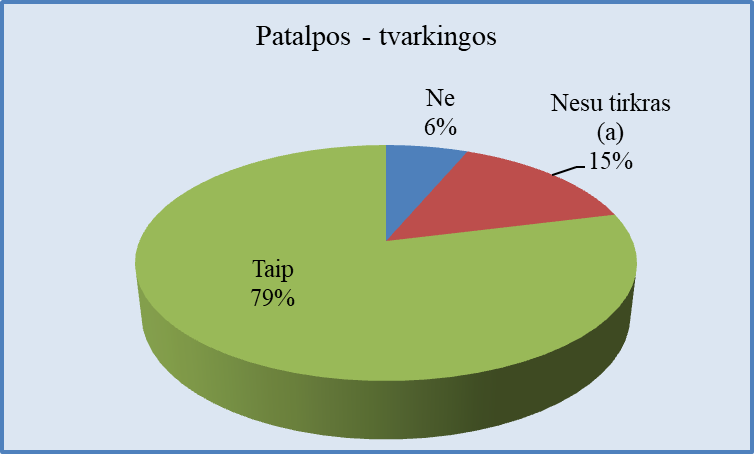 Patalpos - tvarkingos
Ne
6%
Nesu tirkras
(a)
15%
Taip
79%